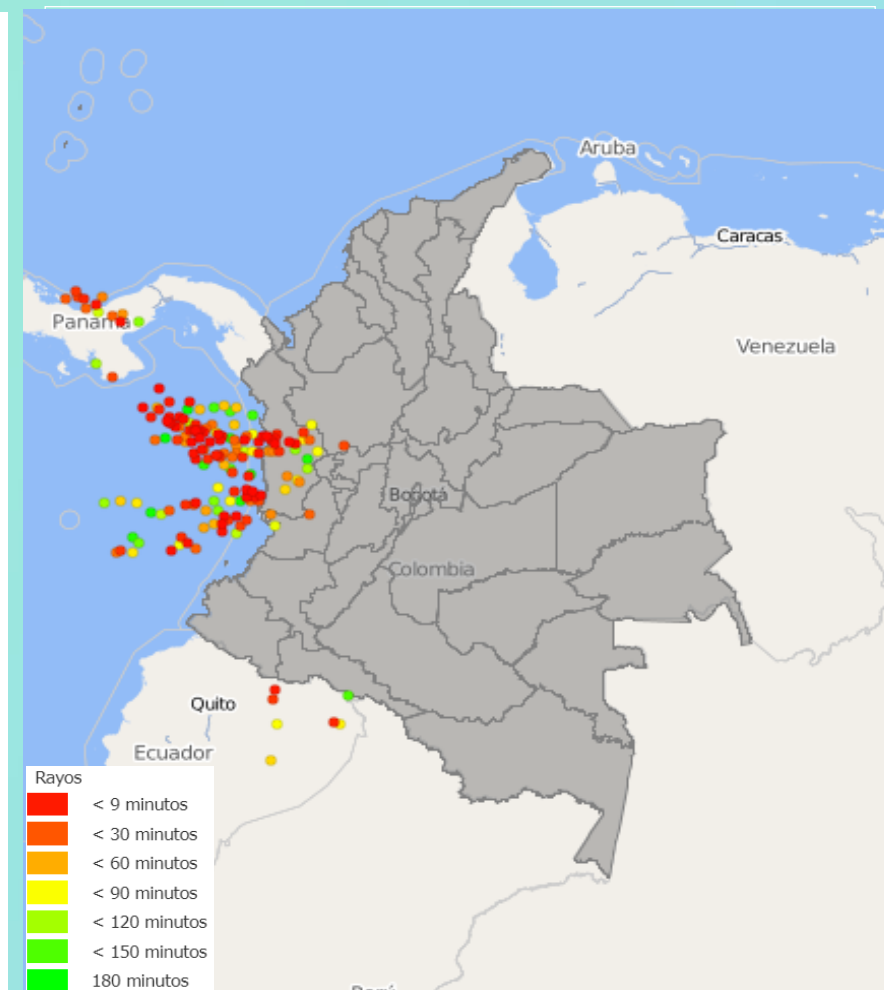 Aruba
Caracas
Panamá
Venezuela
Bogotá
Colombia
Quito
Ecuador
Rayos
< 9 minutos
< 30 minutos
< 60 minutos
< 90 minutos
< 120 minutos
< 150 minutos
180 minutos